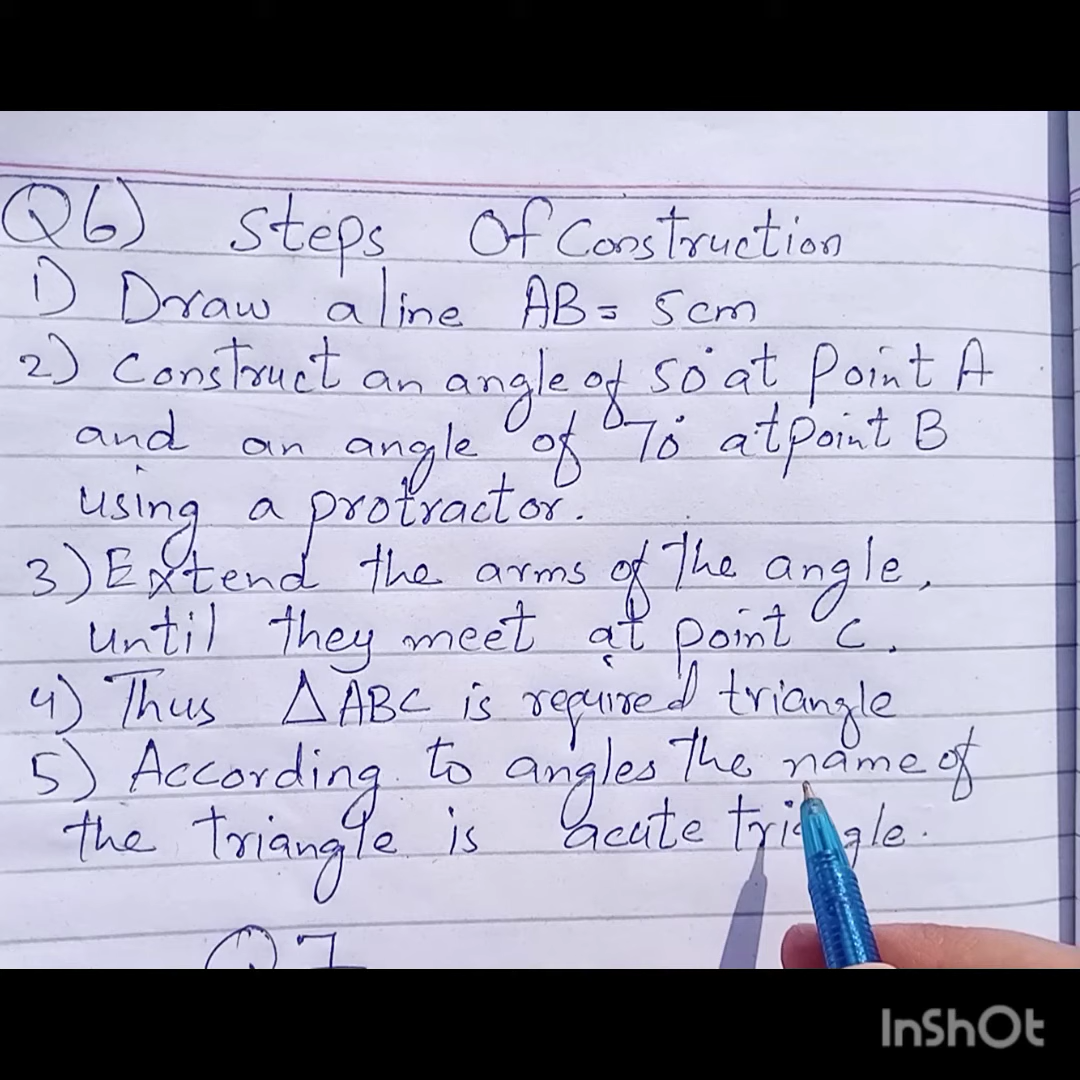 Q6) Steps Of Construction
1) Draw a line AB = 5cm
2) Construct an angle of 50° at Point A
and an angle of 70° at point B
using a protractor.
3) Extend the arms of the angle,
until they meet at point C.
4) Thus △ABC is required triangle
5) According to angles the name of
the triangle is acute triangle.
Q7
InShOt